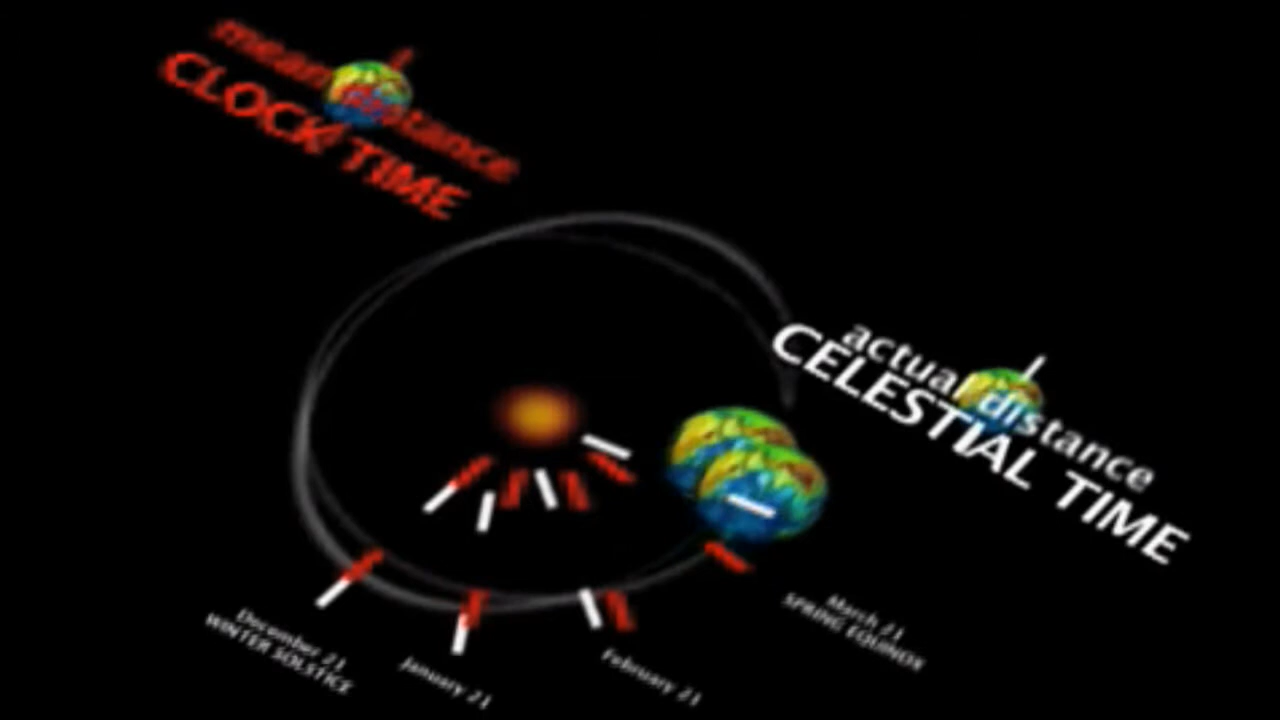 mean distance
CLOCK TIME
actual distance
CELESTIAL TIME
December 21
WINTER SOLSTICE
January 21
February 21
March 21
SPRING EQUINOX